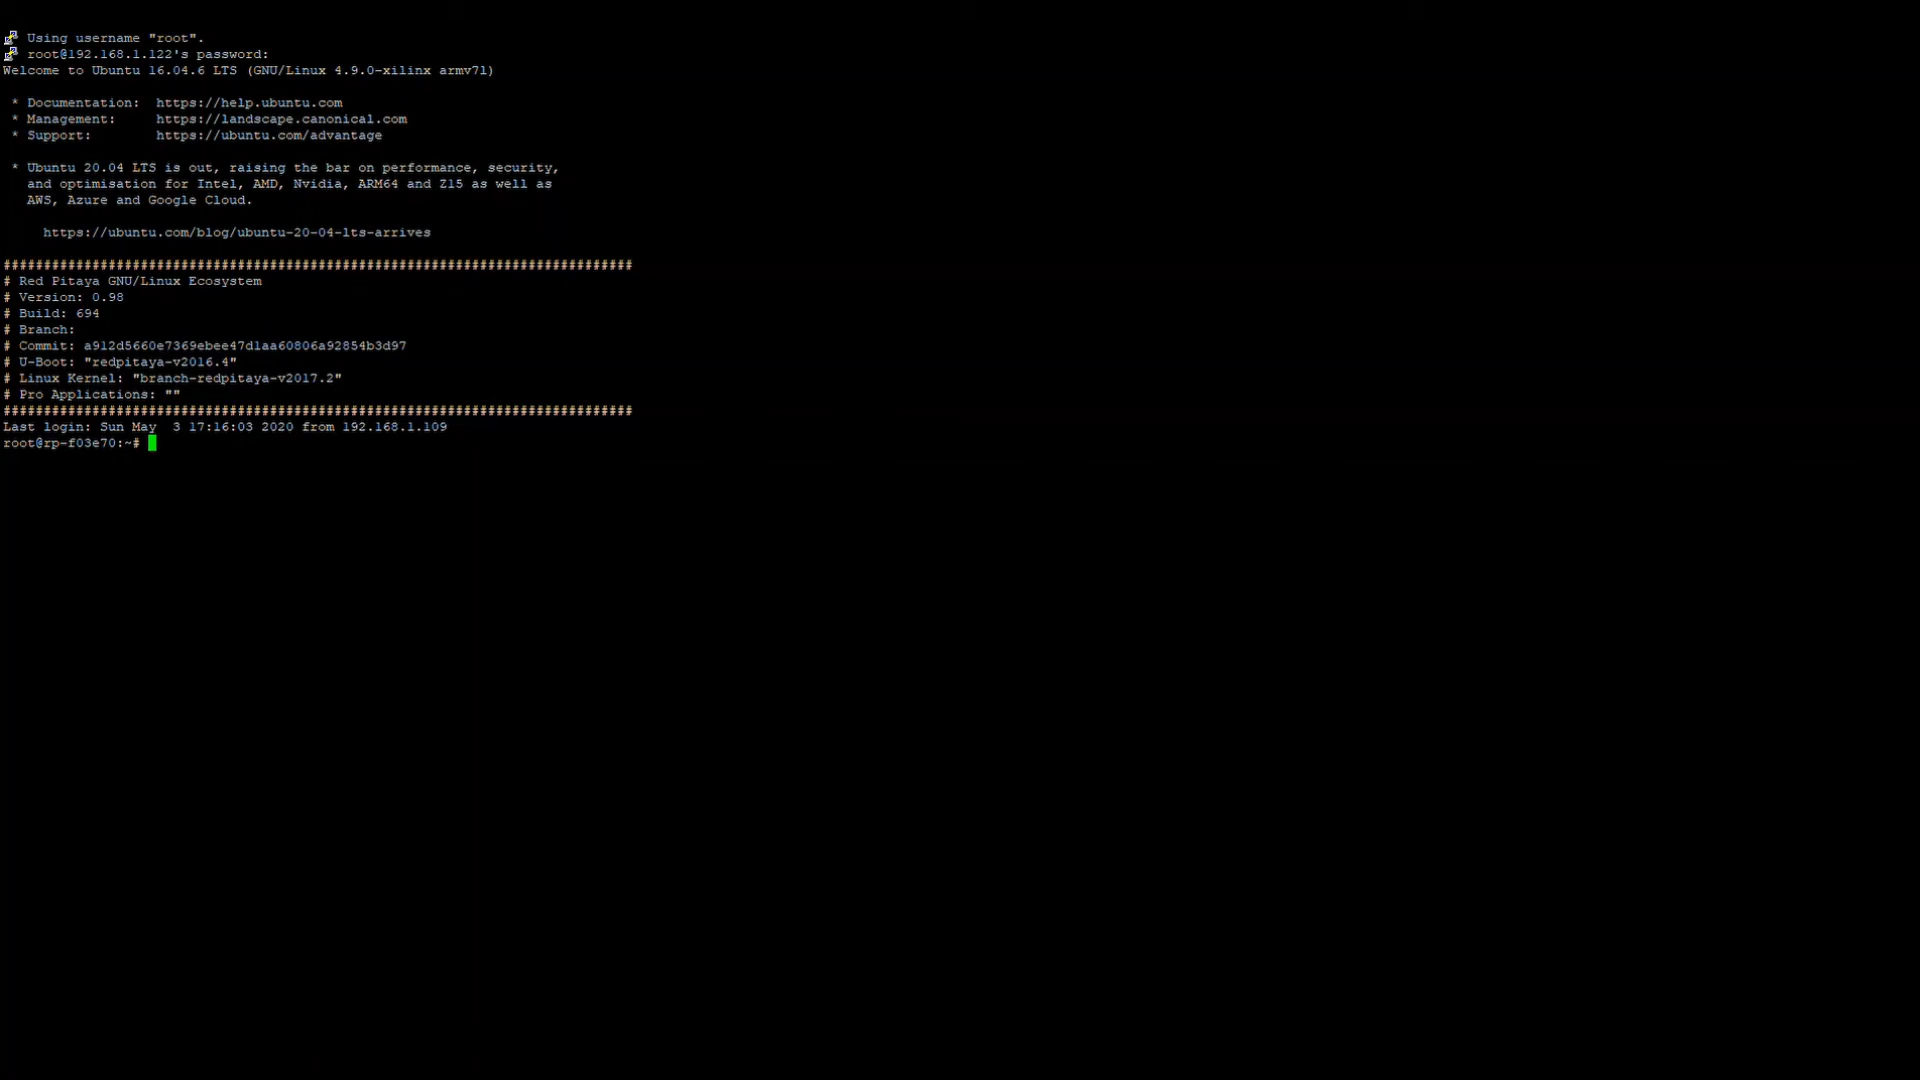 Using username "root".
root@192.168.1.122's password:
Welcome to Ubuntu 16.04.6 LTS (GNU/Linux 4.9.0-xilinx armv7l)
* Documentation:  https://help.ubuntu.com
* Management:     https://landscape.canonical.com
* Support:        https://ubuntu.com/advantage
* Ubuntu 20.04 LTS is out, raising the bar on performance, security,
and optimisation for Intel, AMD, Nvidia, ARM64 and Z15 as well as
AWS, Azure and Google Cloud.
https://ubuntu.com/blog/ubuntu-20-04-lts-arrives
##############################################################################
# Red Pitaya GNU/Linux Ecosystem
# Version: 0.98
# Build: 694
# Branch:
# Commit: a912d5660e7369ebee47d1aa60806a92854b3d97
# U-Boot: "redpitaya-v2016.4"
# Linux Kernel: "branch-redpitaya-v2017.2"
# Pro Applications: ""
##############################################################################
Last login: Sun May  3 17:16:03 2020 from 192.168.1.109
root@rp-f03e70:~#